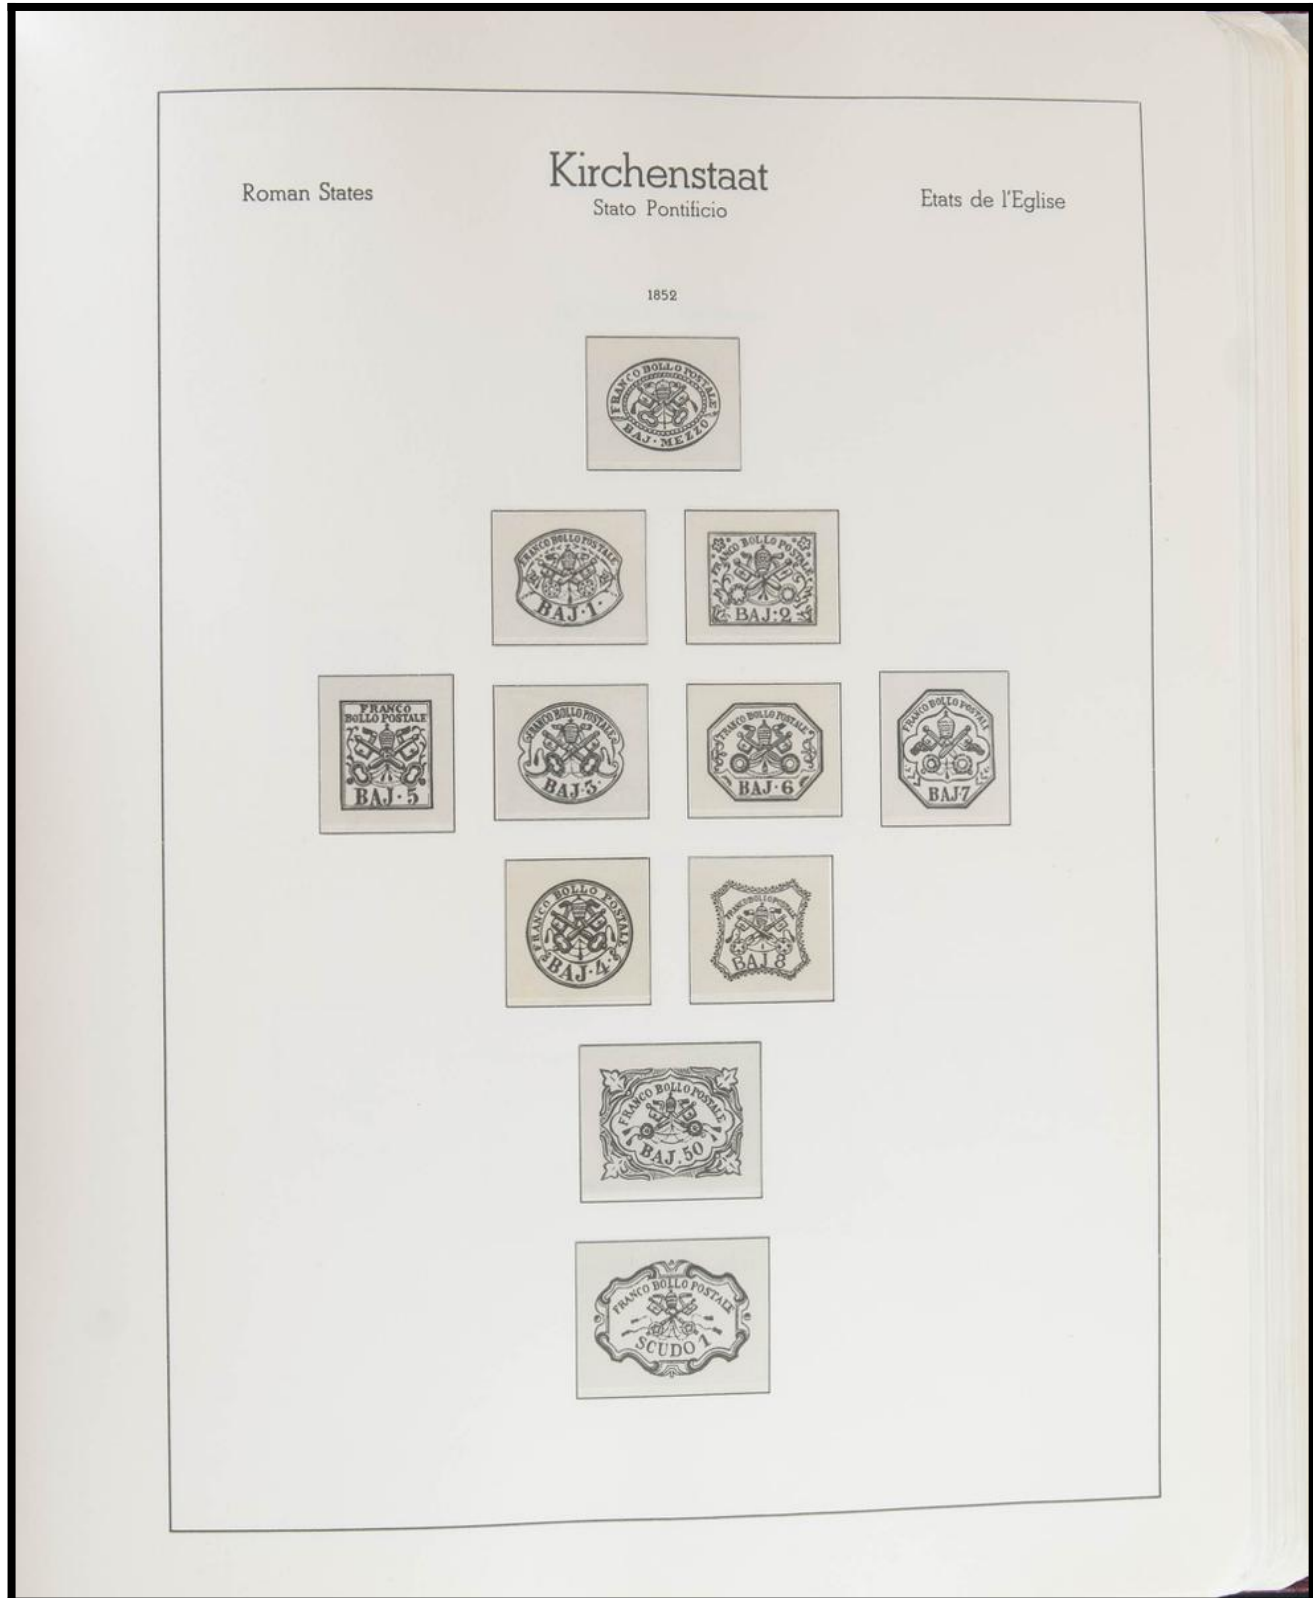 Kirchenstaat
Roman States
Stato Pontificio
Etats de l'Eglise
1852
FRANCO BOLLO POSTALE
BAJ · MEZZO
FRANCO BOLLO POSTALE
BAJ · 1 ·
FRANCO BOLLO POSTALE
BAJ : 2
FRANCO
BOLLO POSTALE
BAJ · 5
FRANCO BOLLO POSTALE
BAJ · 3 ·
FRANCO BOLLO POSTALE
BAJ · 6
FRANCO BOLLO POSTALE
BAJ · 7
FRANCO BOLLO POSTALE
BAJ · 4 ·
FRANCO BOLLO POSTALE
BAJ 8
FRANCO BOLLO POSTALE
BAJ . 50
FRANCO BOLLO POSTALE
SCUDO 1